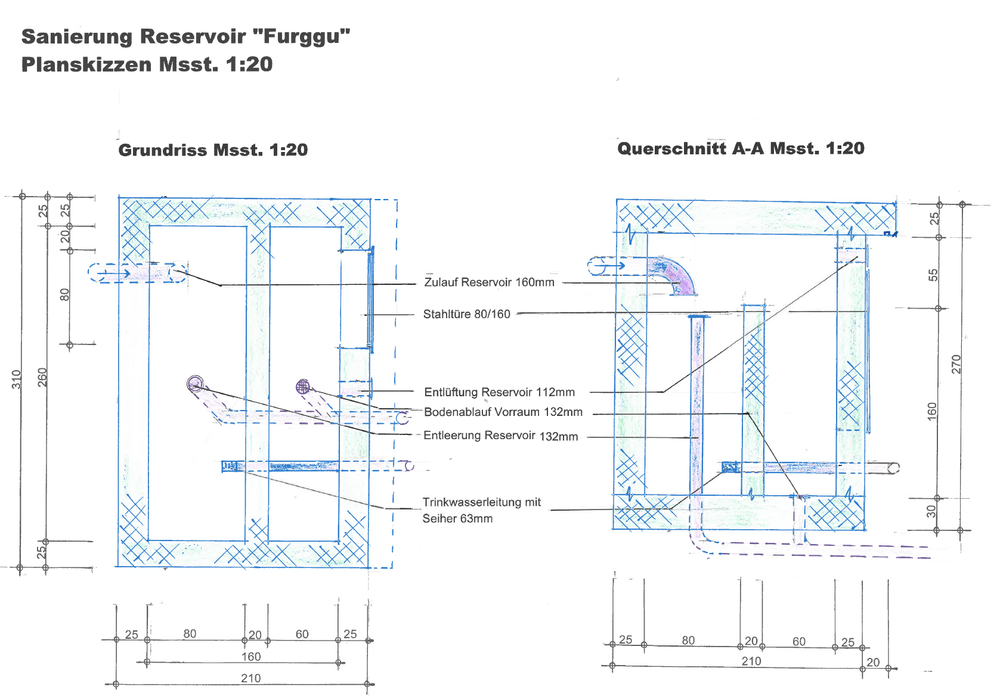 Sanierung Reservoir "Furggu"
Planskizzen Msst. 1:20
Grundriss Msst. 1:20
Querschnitt A-A Msst. 1:20
25
25
20
80
310
260
25
Zulauf Reservoir 160mm
Stahltüre 80/160
Entlüftung Reservoir 112mm
Bodenablauf Vorraum 132mm
Entleerung Reservoir 132mm
Trinkwasserleitung mit
Seiher 63mm
25
55
270
160
30
25
80
20
60
25
160
210
25
80
20
60
25
210
20